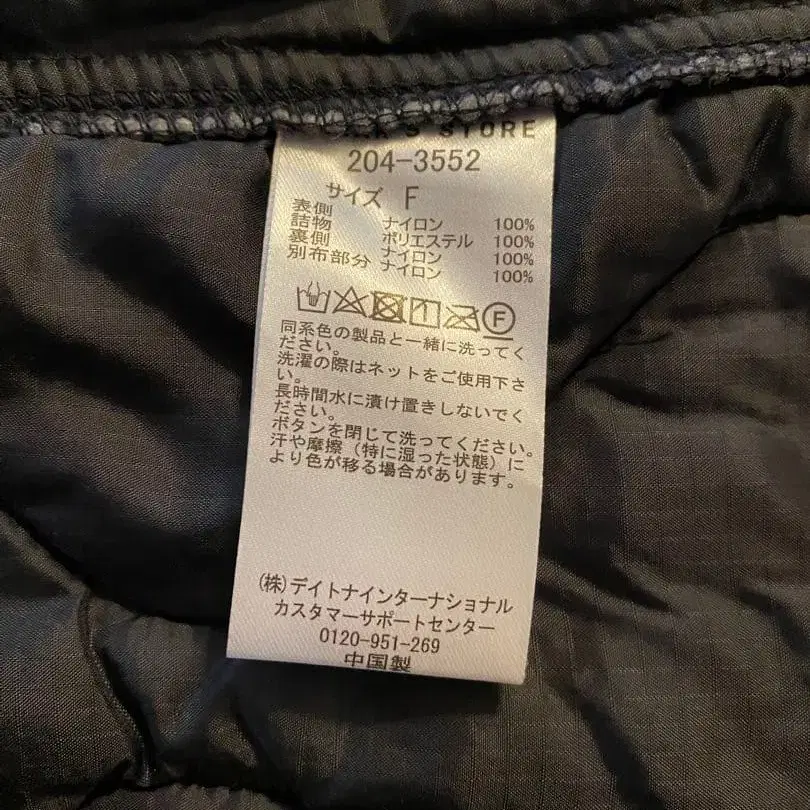 STORE
204-3552
サイズ F
表側 ナイロン 100%
詰物 ポリエステル 100%
裏側 ナイロン 100%
別布部分 ナイロン 100%
F
同系色の製品と一緒に洗ってく
ださい。
洗濯の際はネットをご使用下さ
い。
長時間水に漬け置きしないでく
ださい。
ボタンを閉じて洗ってください。
汗や摩擦（特に湿った状態）に
より色が移る場合があります。
(株)デイトナインターナショナル
カスタマーサポートセンター
0120-951-269
中国製